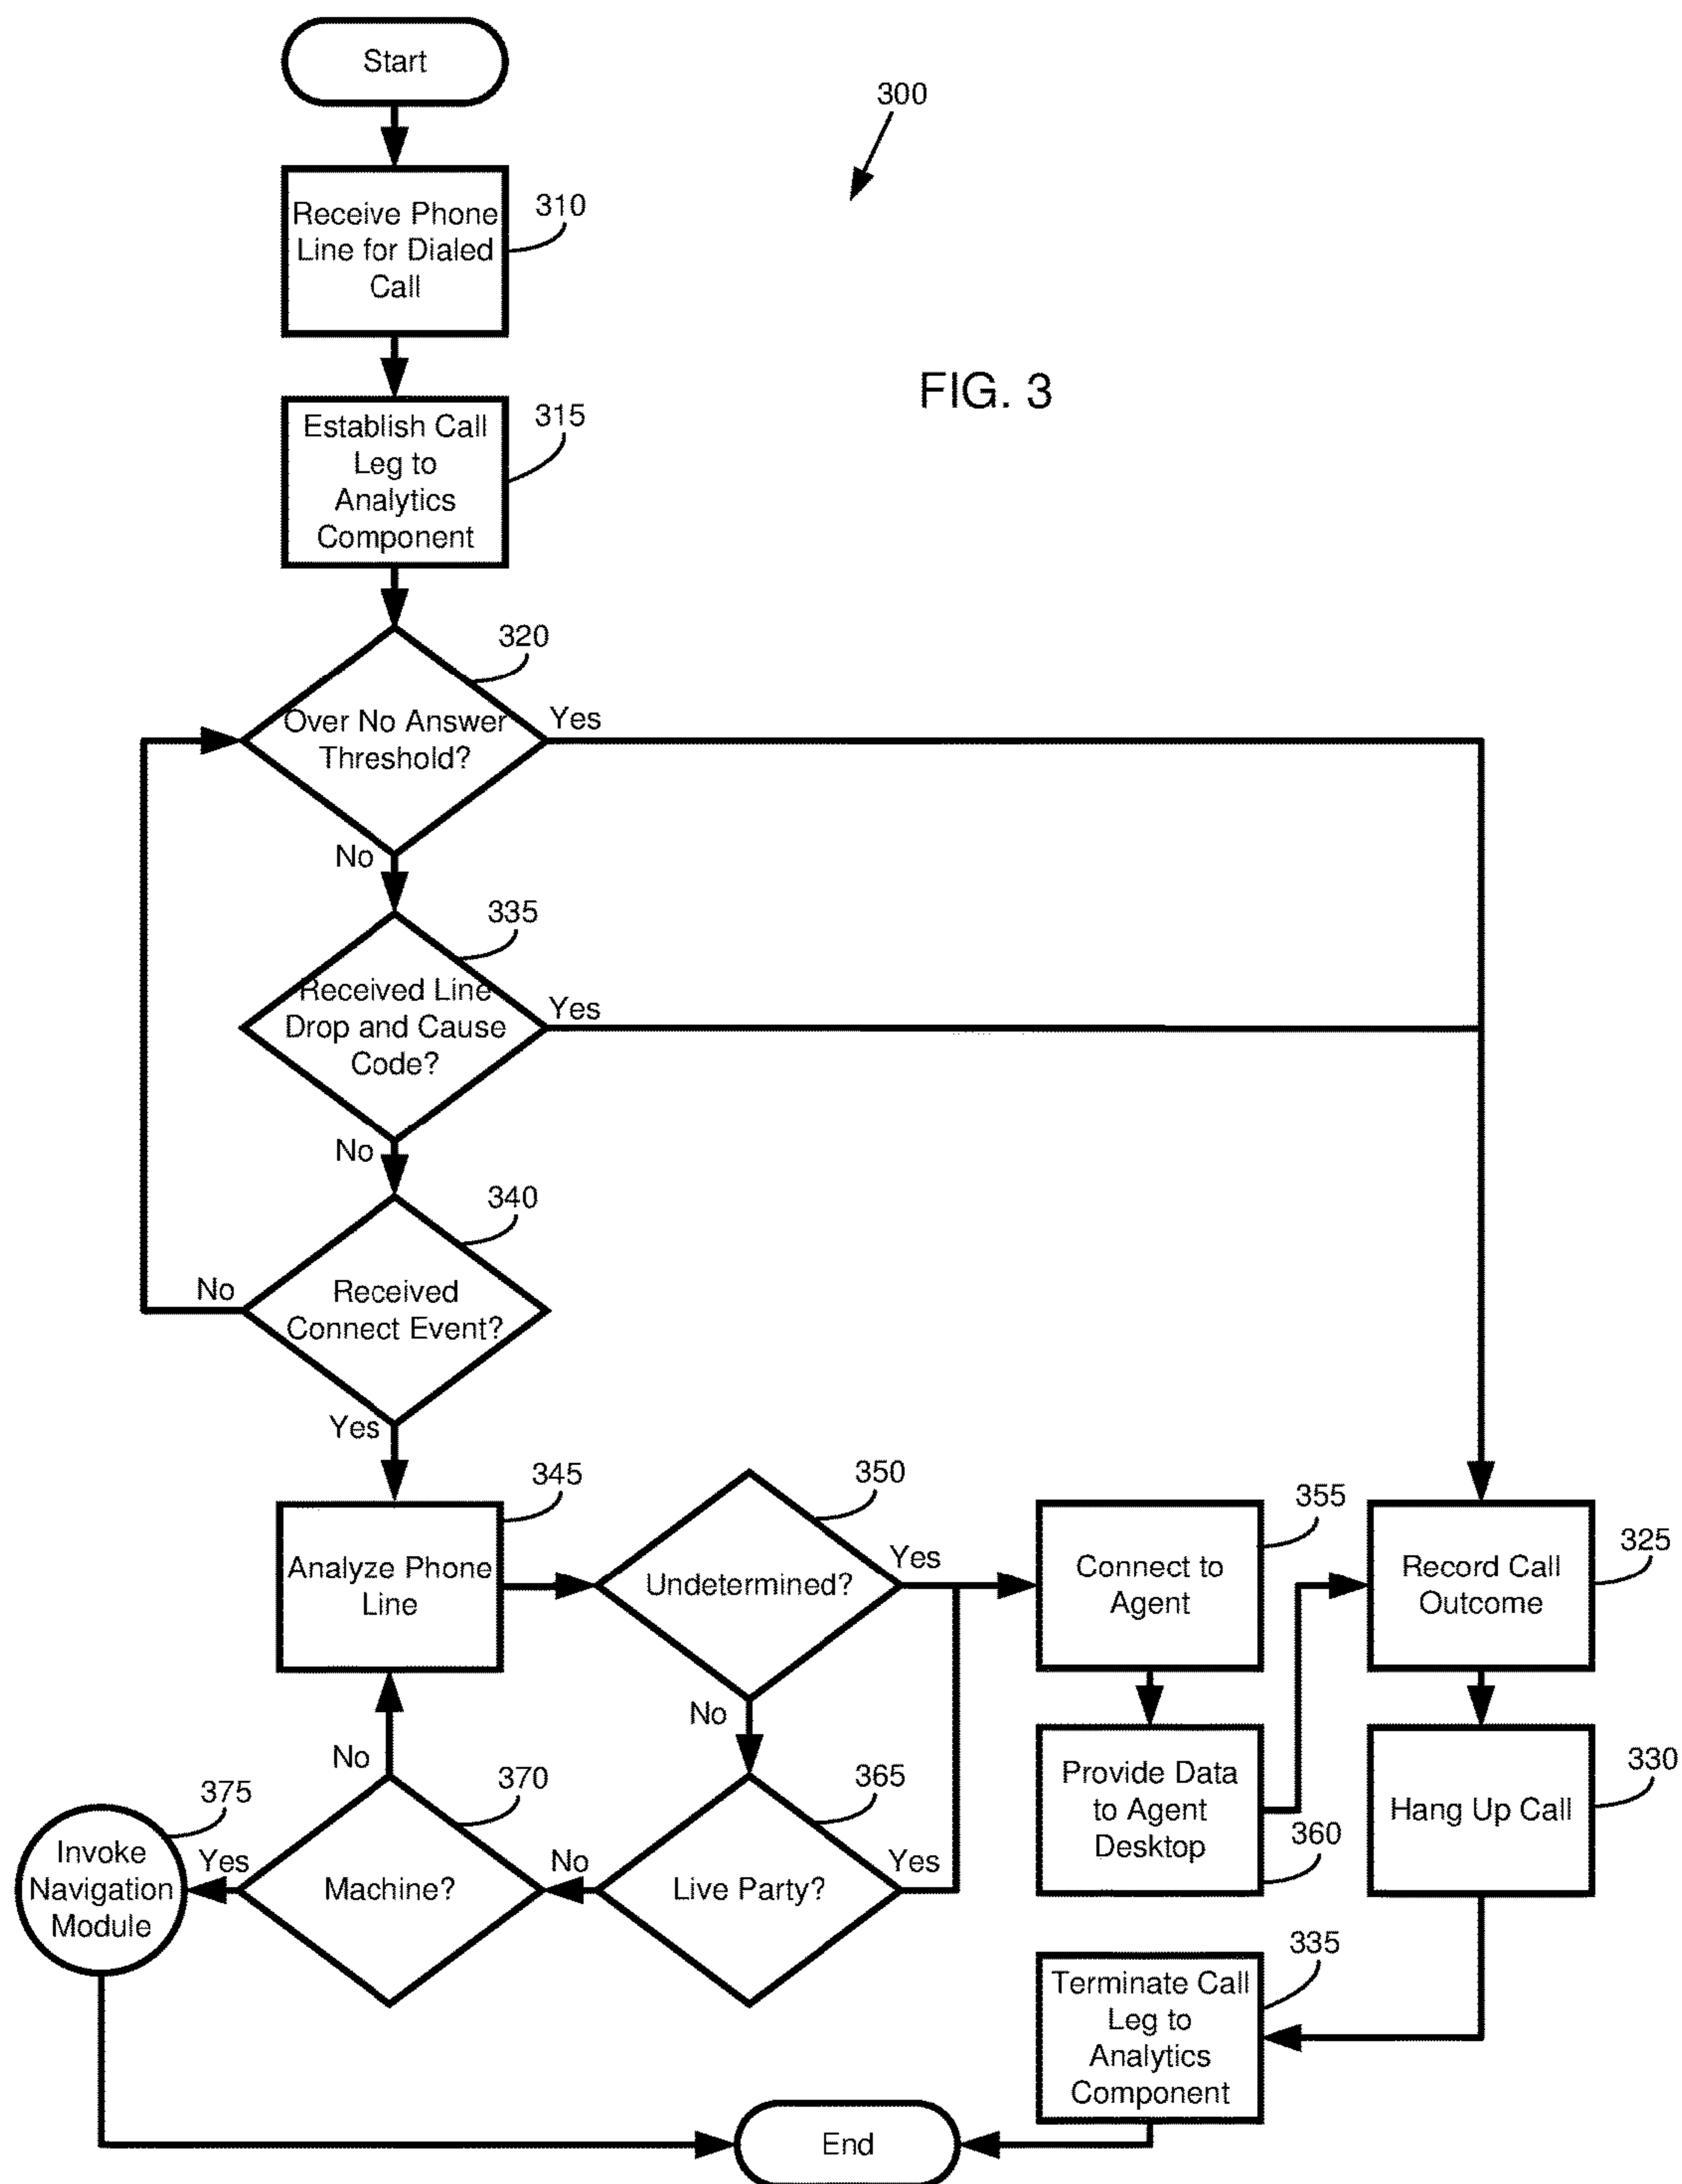 Start
300
Receive Phone
Line for Dialed
Call
310
FIG. 3
Establish Call
Leg to
Analytics
Component
315
320
Over No Answer
Threshold?
Yes
No
335
Received Line
Drop and Cause
Code?
Yes
No
340
Received
Connect Event?
No
Yes
345
Analyze Phone
Line
350
Undetermined?
Yes
No
355
Connect to
Agent
325
Record Call
Outcome
375
Invoke
Navigation
Module
Yes
370
Machine?
No
No
365
Live Party?
Yes
Provide Data
to Agent
Desktop
360
330
Hang Up Call
335
Terminate Call
Leg to
Analytics
Component
End